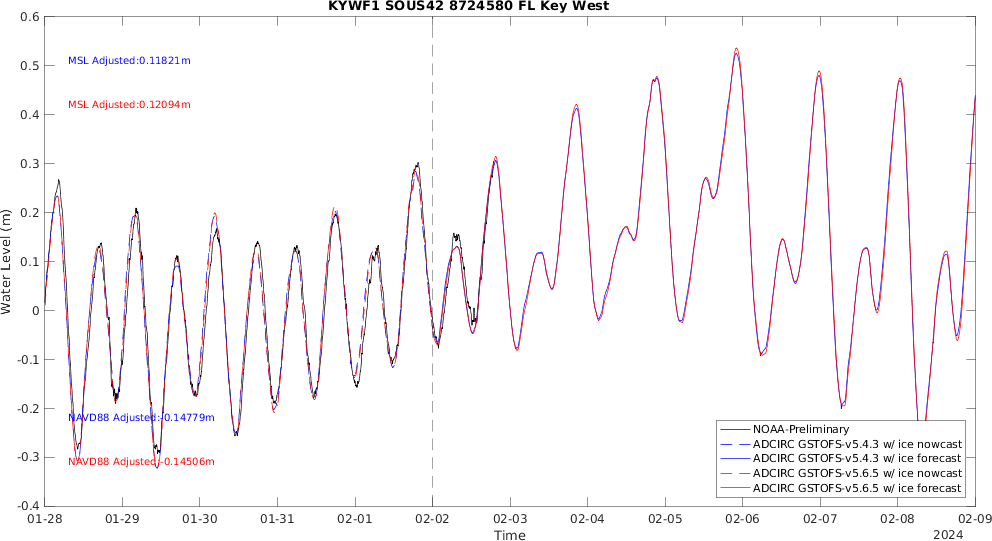 KYWF1 SOUS42 8724580 FL Key West
0.6
0.5
0.4
0.3
0.2
0.1
0
-0.1
-0.2
-0.3
-0.4
Water Level (m)
MSL Adjusted:0.11821m
MSL Adjusted:0.12094m
NAVD88 Adjusted:-0.14779m
NAVD88 Adjusted:-0.14506m
NOAA-Preliminary
ADCIRC GSTOFS-v5.4.3 w/ ice nowcast
ADCIRC GSTOFS-v5.4.3 w/ ice forecast
ADCIRC GSTOFS-v5.6.5 w/ ice nowcast
ADCIRC GSTOFS-v5.6.5 w/ ice forecast
01-28 01-29 01-30 01-31 02-01 02-02 02-03 02-04 02-05 02-06 02-07 02-08 02-09
Time
2024